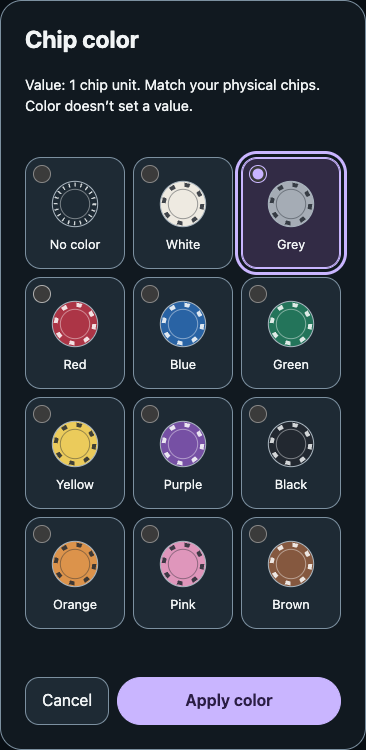 Chip color
Value: 1 chip unit. Match your physical chips.
Color doesn’t set a value.
No color
White
Grey
Red
Blue
Green
Yellow
Purple
Black
Orange
Pink
Brown
Cancel
Apply color